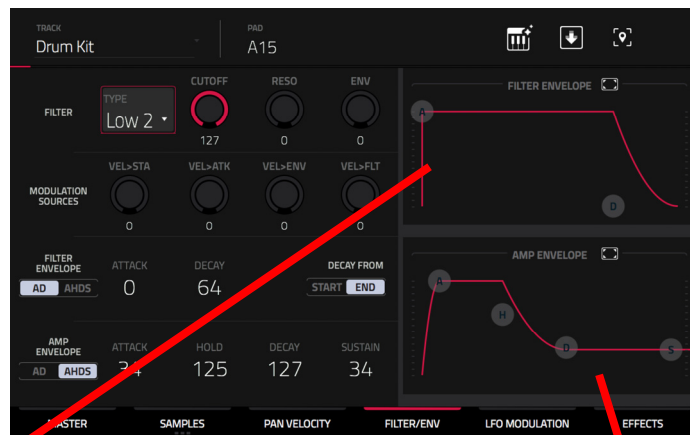 TRACK
Drum Kit
PAD
A15
FILTER
TYPE
Low 2
CUTOFF
127
RESO
0
ENV
0
FILTER ENVELOPE
A
D
MODULATION
SOURCES
VEL>STA
0
VEL>ATK
0
VEL>ENV
0
VEL>FLT
0
FILTER
ENVELOPE
AD AHDS
ATTACK
0
DECAY
64
DECAY FROM
START END
AMP ENVELOPE
A
H
D
S
AMP
ENVELOPE
AD AHDS
ATTACK
34
HOLD
125
DECAY
127
SUSTAIN
34
MASTER
SAMPLES
PAN VELOCITY
FILTER/ENV
LFO MODULATION
EFFECTS